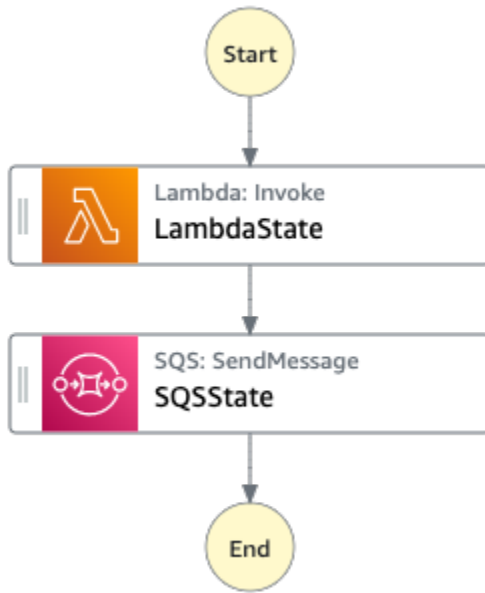 Start
Lambda: Invoke
LambdaState
SQS: SendMessage
SQSState
End